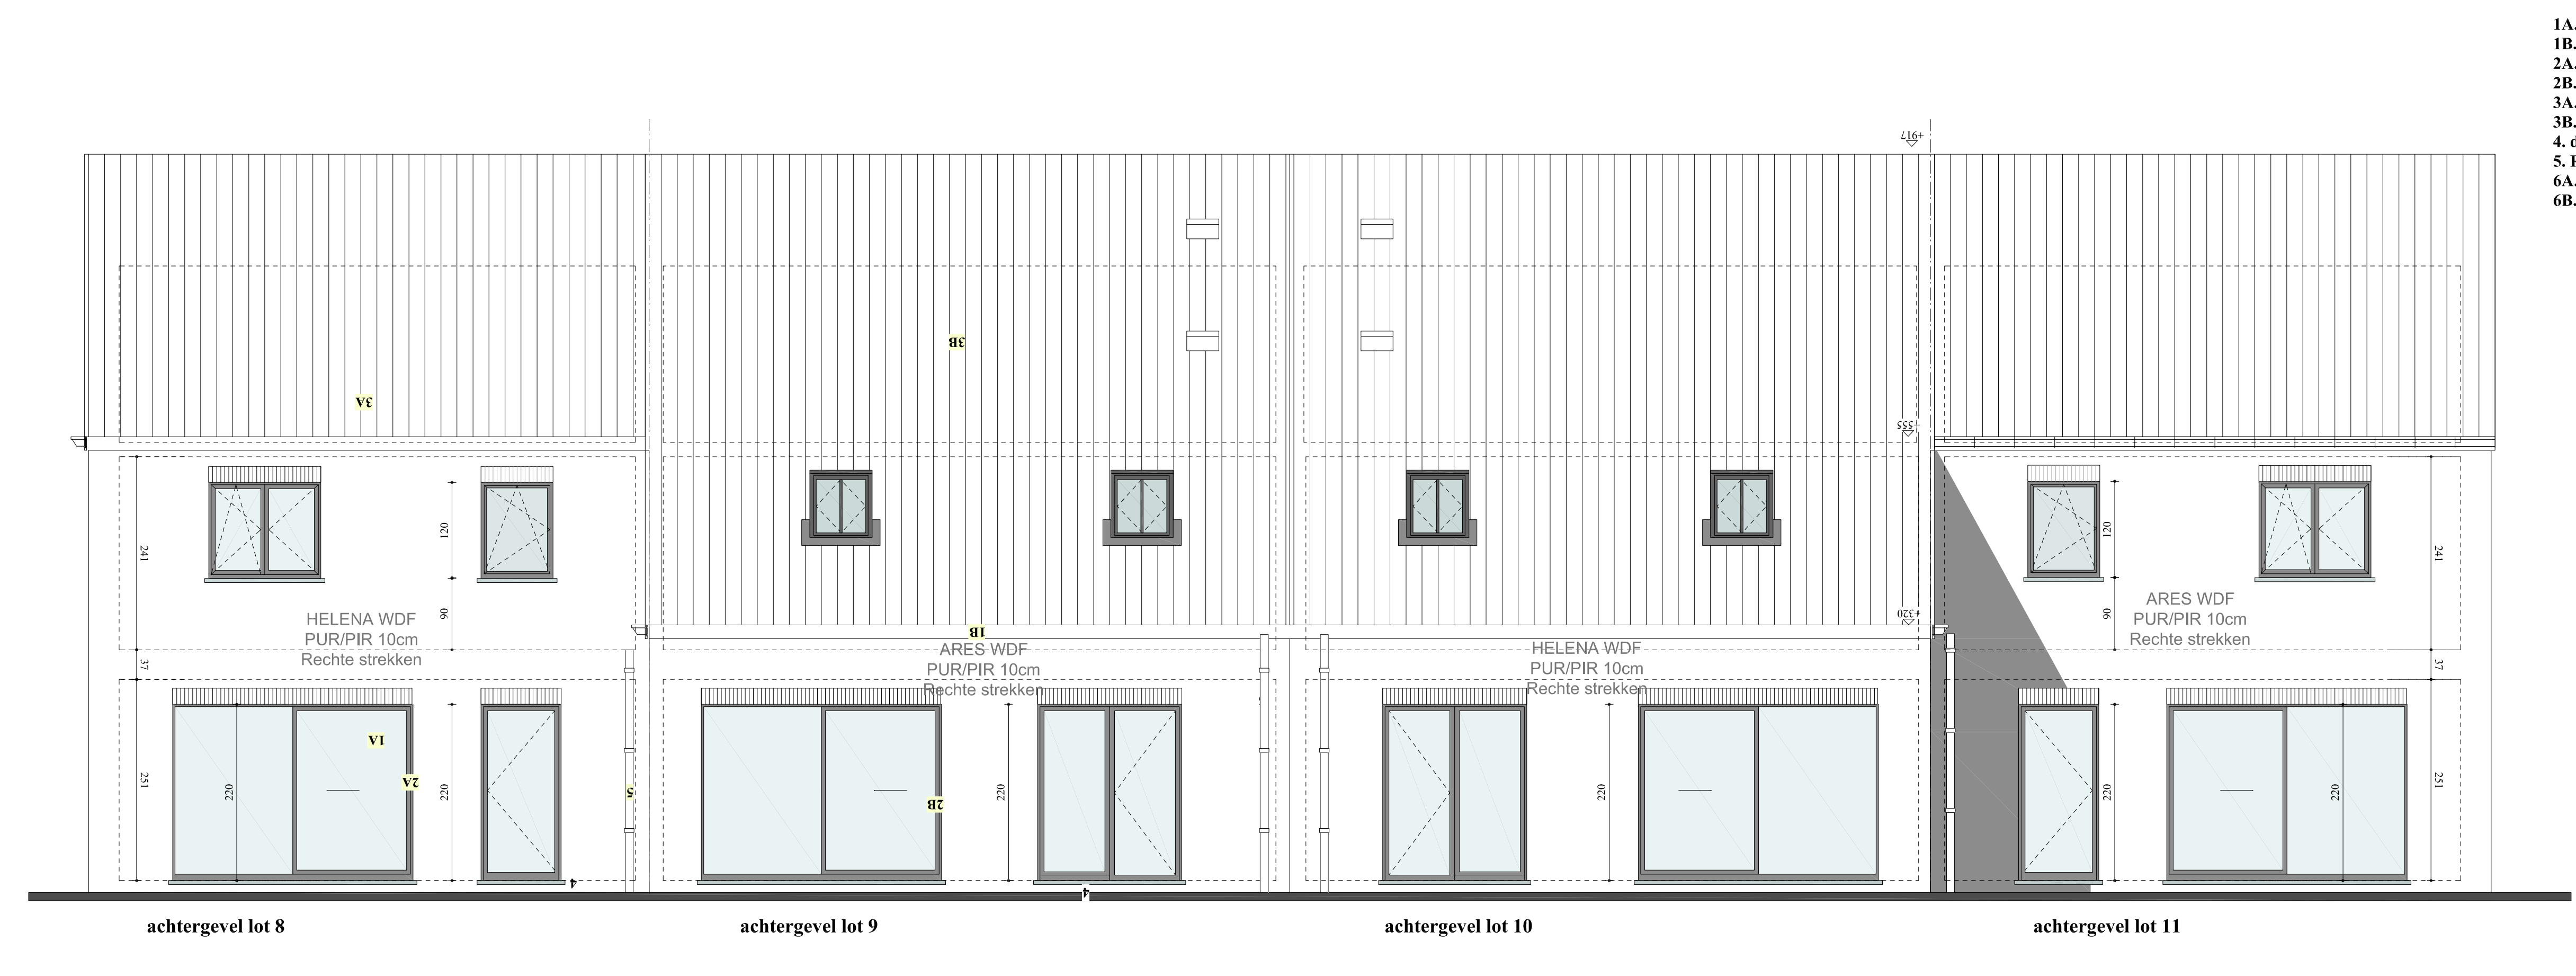 1A.
1B.
2A.
2B.
3A.
3B.
4. d
5.
6A.
6B.
+917
3B
3A
+555
241
120
120
241
HELENA WDF
PUR/PIR 10cm
Rechte strekken
90
+320
1B
ARES WDF
PUR/PIR 10cm
Rechte strekken
HELENA WDF
PUR/PIR 10cm
Rechte strekken
ARES WDF
PUR/PIR 10cm
Rechte strekken
90
37
37
1A
2A
251
220
220
5
2B
220
220
220
220
251
4
4
achtergevel lot 8
achtergevel lot 9
achtergevel lot 10
achtergevel lot 11